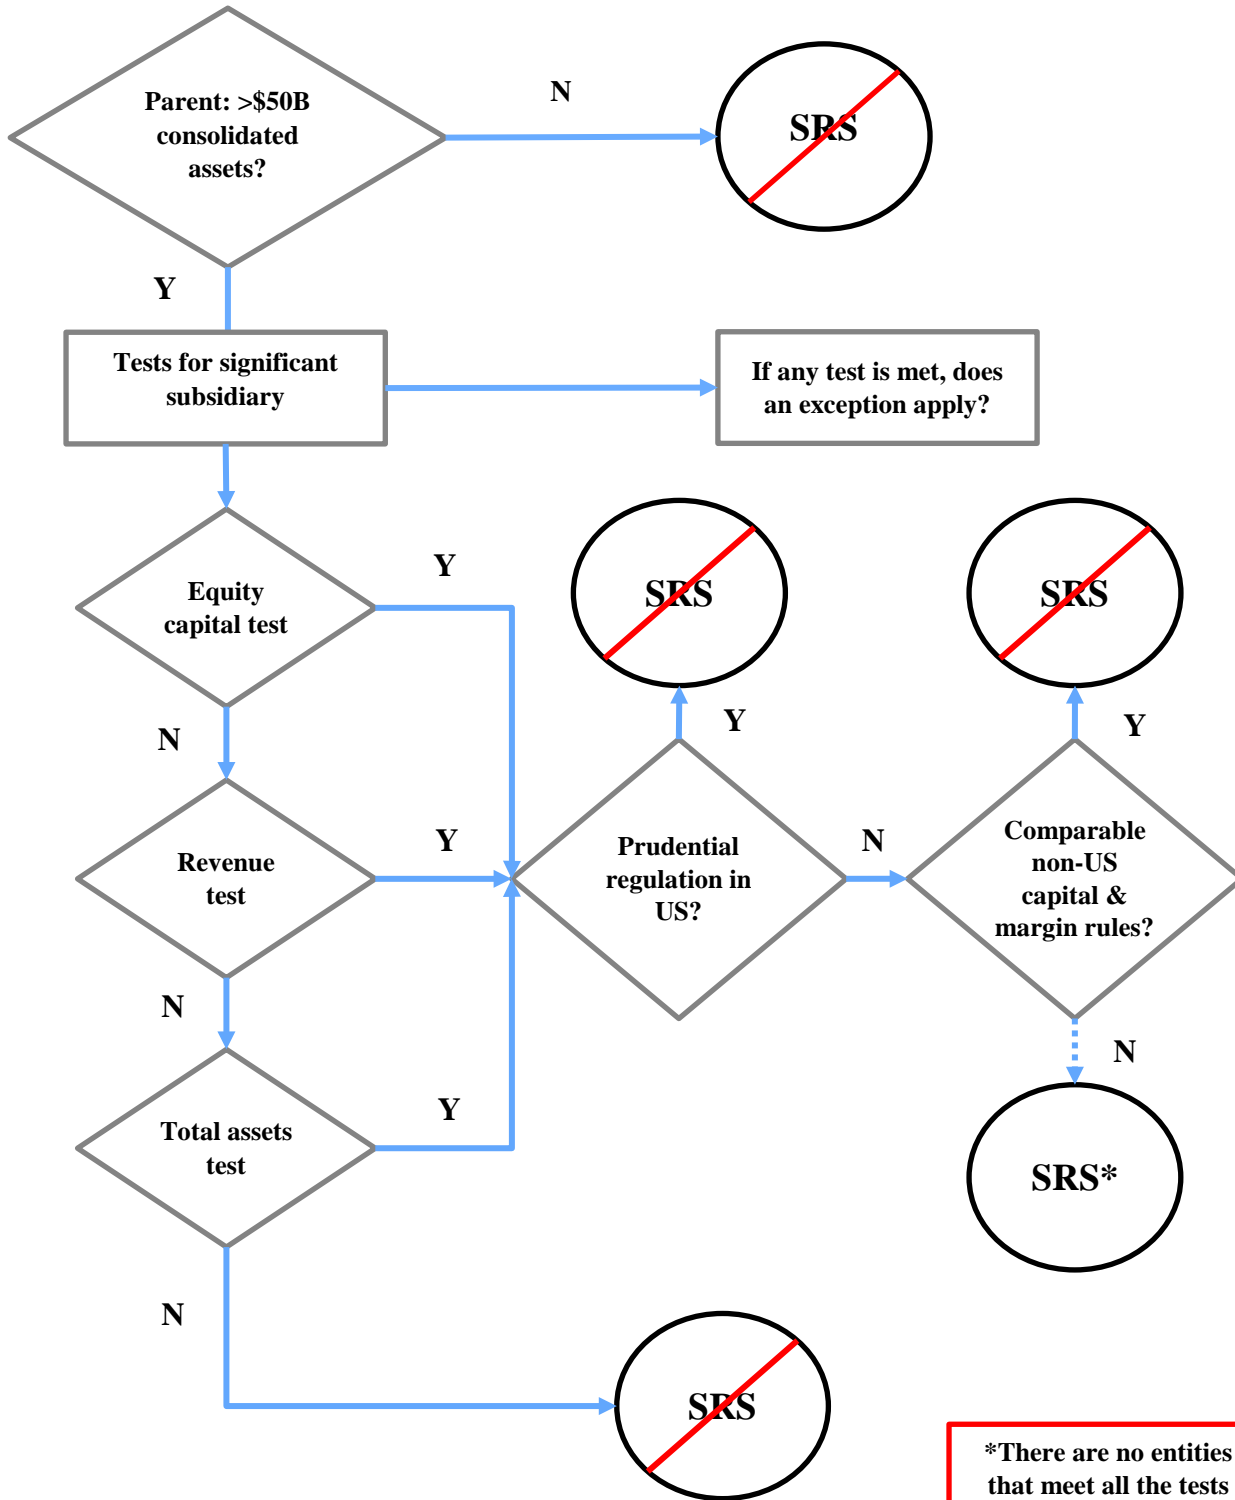 Parent: >$50B
consolidated
assets?
N
SRS
Y
Tests for significant
subsidiary
If any test is met, does
an exception apply?
Equity
capital test
Y
SRS
SRS
N
Y
Y
Revenue
test
Y
Prudential
regulation in
US?
N
Comparable
non-US
capital &
margin rules?
N
N
Total assets
test
Y
SRS*
N
SRS
*There are no entities
that meet all the tests